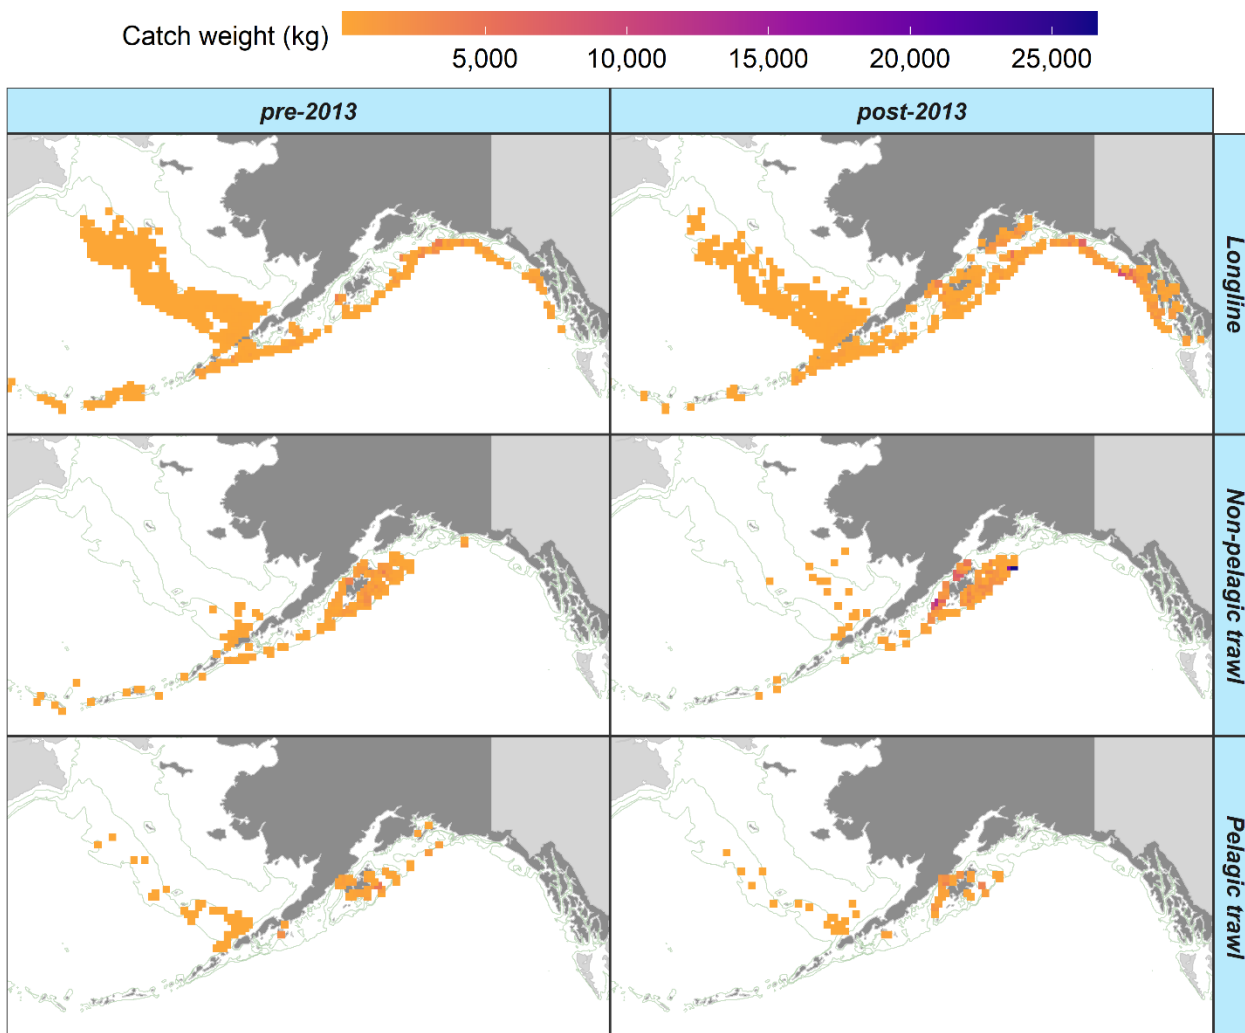 Catch weight (kg)
5,000 10,000 15,000 20,000 25,000
pre-2013 post-2013
Longline
Non-pelagic trawl
Pelagic trawl